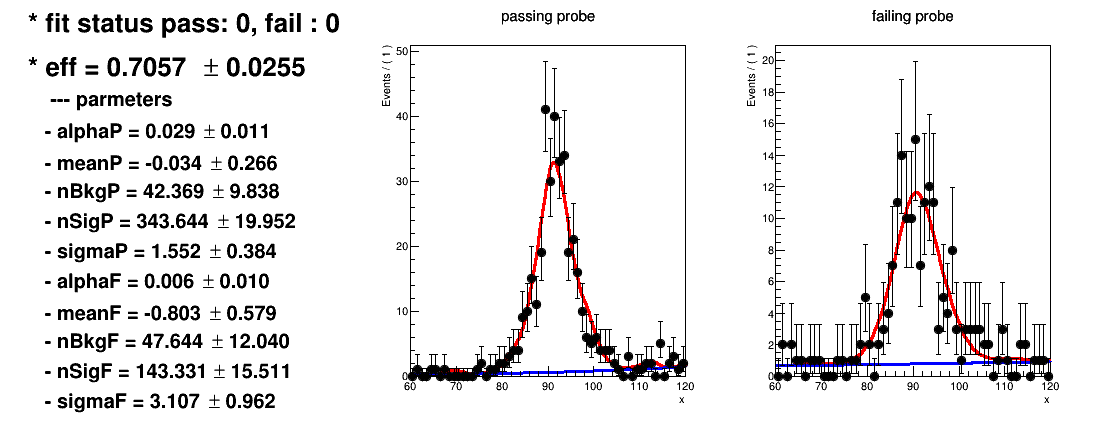 * fit status pass: 0, fail : 0
* eff = 0.7057 ± 0.0255
--- parmeters
- alphaP = 0.029 ± 0.011
- meanP = -0.034 ± 0.266
- nBkgP = 42.369 ± 9.838
- nSigP = 343.644 ± 19.952
- sigmaP = 1.552 ± 0.384
- alphaF = 0.006 ± 0.010
- meanF = -0.803 ± 0.579
- nBkgF = 47.644 ± 12.040
- nSigF = 143.331 ± 15.511
- sigmaF = 3.107 ± 0.962
passing probe
Events / ( 1 )
50
40
30
20
10
0
60 70 80 90 100 110 120
x
failing probe
Events / ( 1 )
20
18
16
14
12
10
8
6
4
2
0
60 70 80 90 100 110 120
x